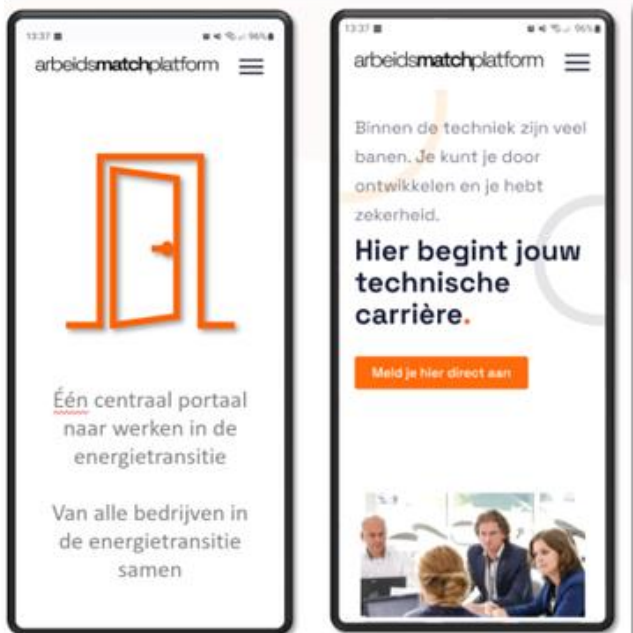 13:37 96%
arbeidsmatchplatform
Één centraal portaal
naar werken in de
energietransitie
Van alle bedrijven in
de energietransitie
samen
13:37 96%
arbeidsmatchplatform
Binnen de techniek zijn veel
banen. Je kunt je door
ontwikkelen en je hebt
zekerheid.
Hier begint jouw
technische
carrière.
Meld je hier direct aan